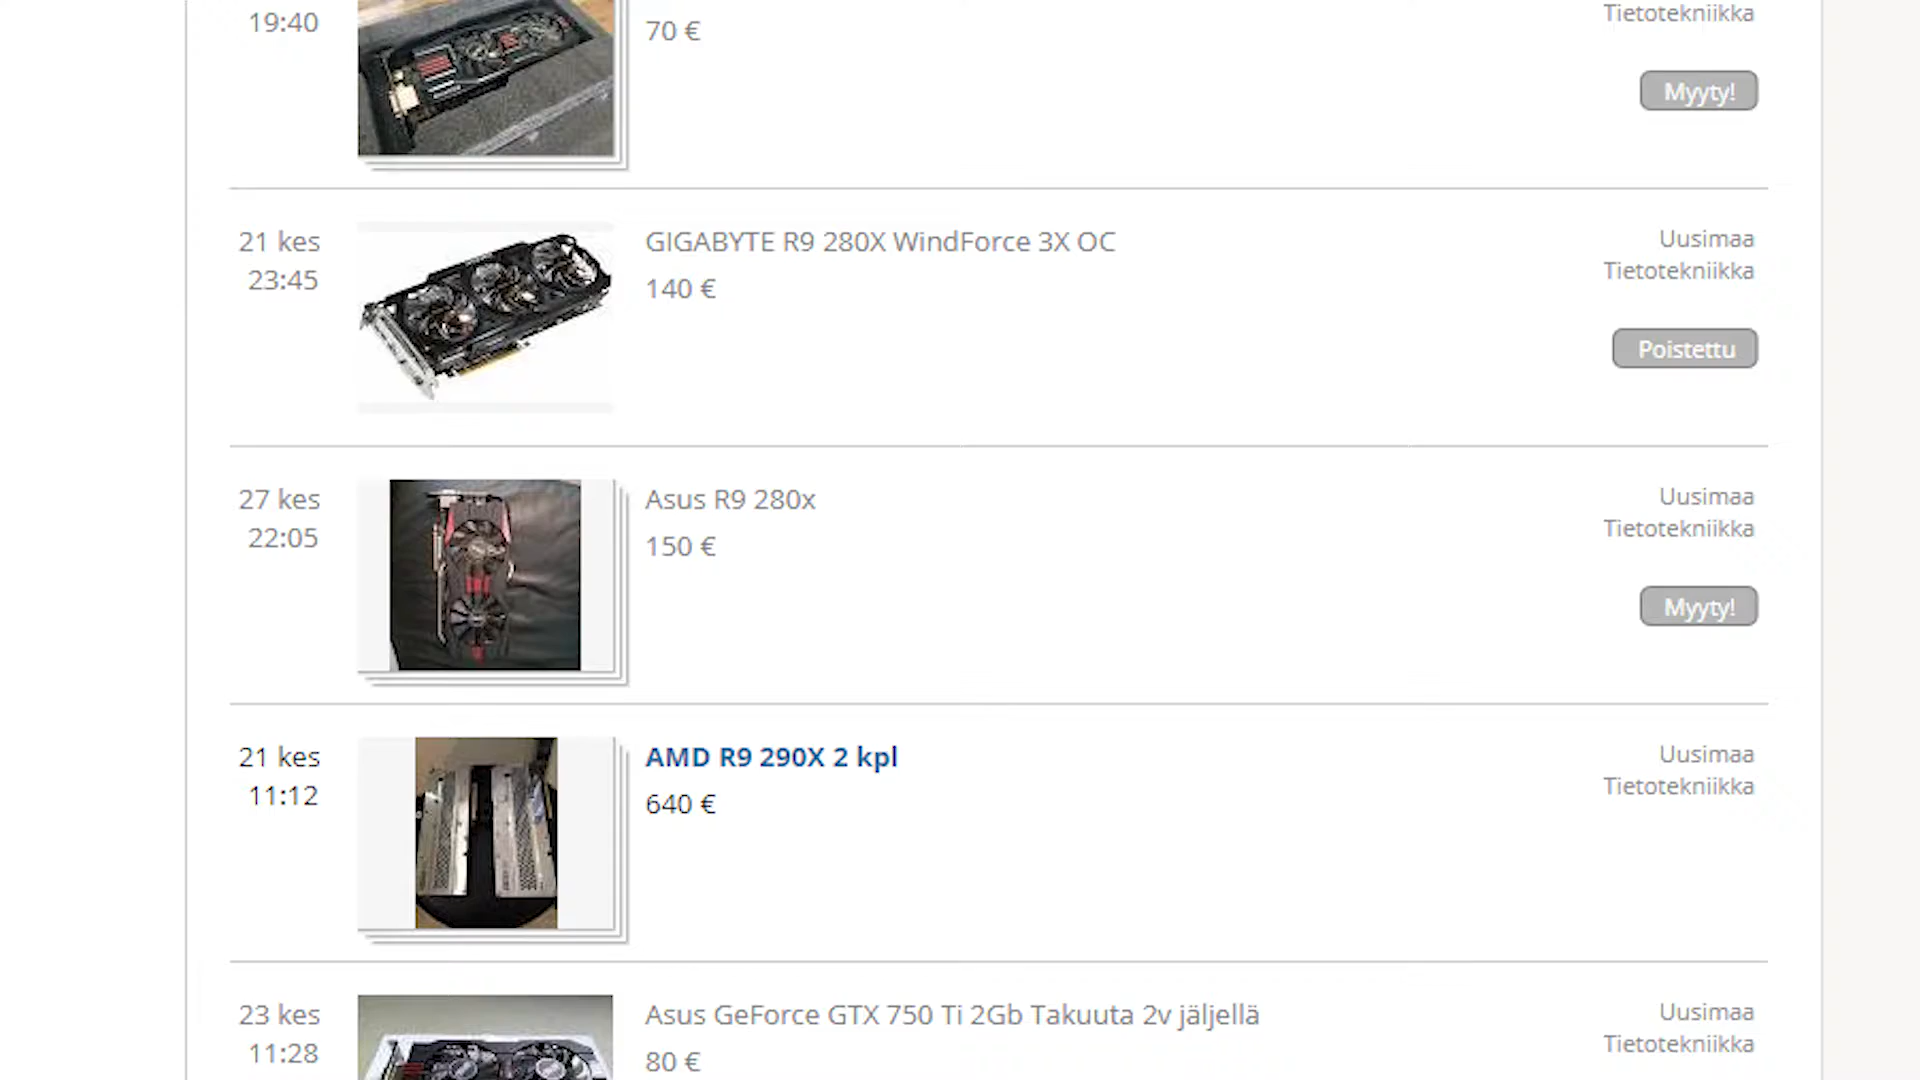 19:40
70 €
Tietotekniikka
Myyty!
21 kes
23:45
GIGABYTE R9 280X WindForce 3X OC
140 €
Uusimaa
Tietotekniikka
Poistettu
27 kes
22:05
Asus R9 280x
150 €
Uusimaa
Tietotekniikka
Myyty!
21 kes
11:12
AMD R9 290X 2 kpl
640 €
Uusimaa
Tietotekniikka
23 kes
11:28
Asus GeForce GTX 750 Ti 2Gb Takuuta 2v jäljellä
80 €
Uusimaa
Tietotekniikka